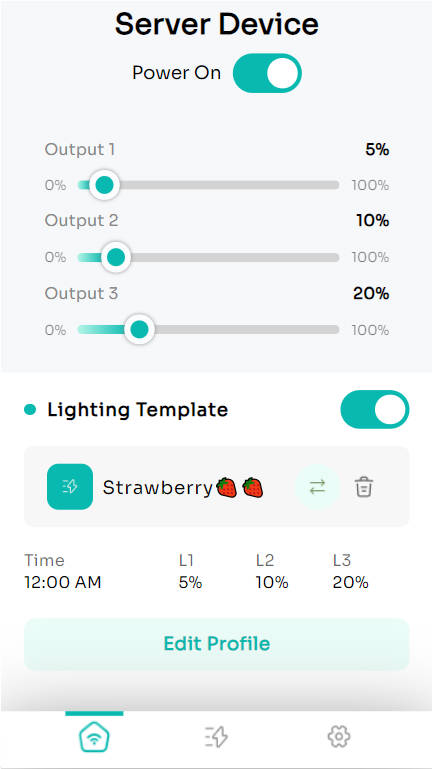 Server Device
Power On
Output 1 5%
0% 100%
Output 2 10%
0% 100%
Output 3 20%
0% 100%
Lighting Template
Strawberry🍓🍓
Time L1 L2 L3
12:00 AM 5% 10% 20%
Edit Profile